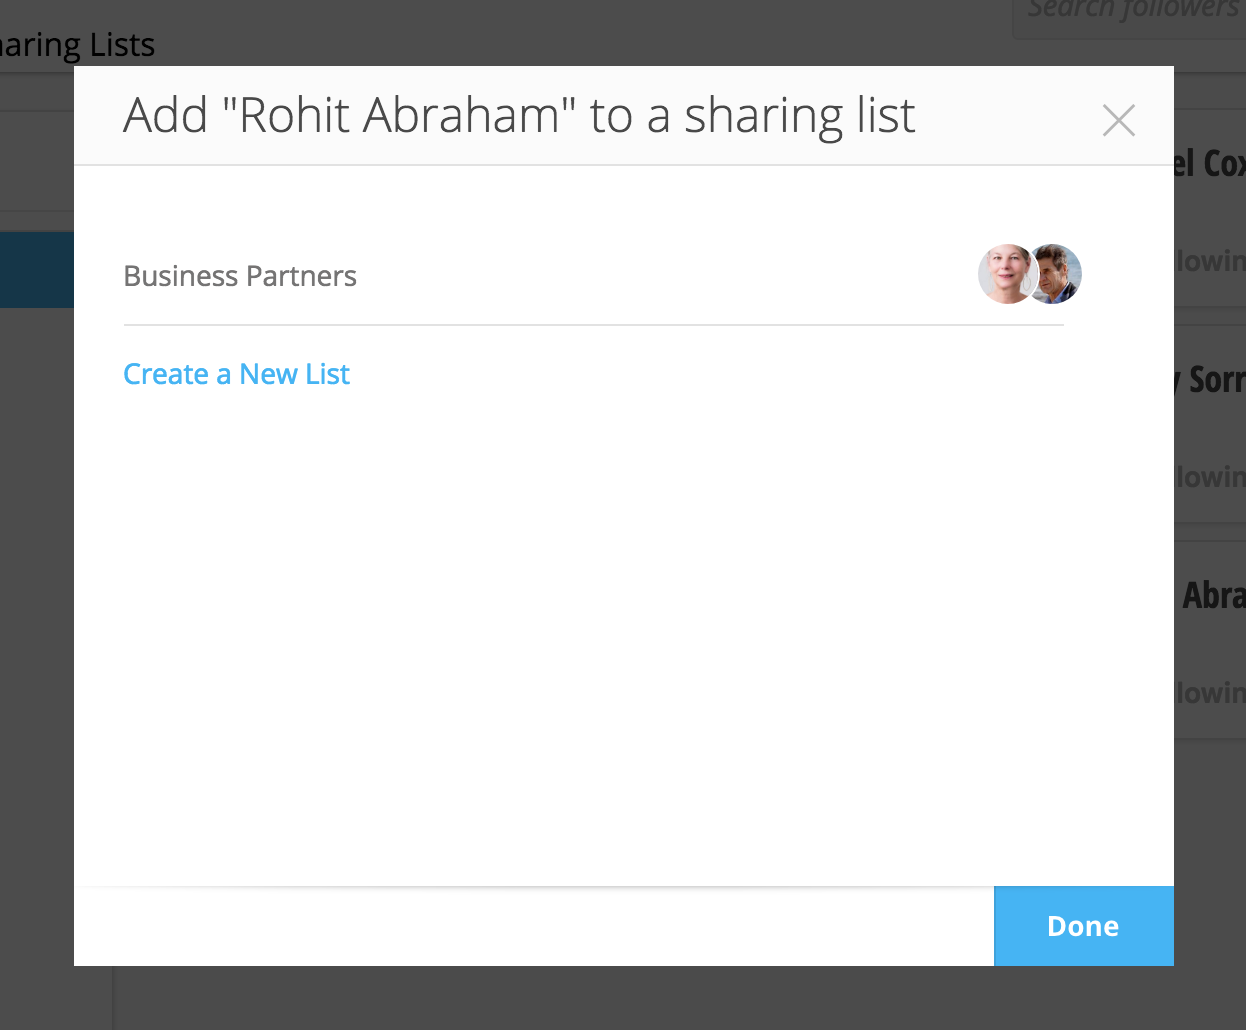 Search followers
haring Lists
Add "Rohit Abraham" to a sharing list
el Cox
Business Partners
lowin
Create a New List
y Sorr
lowin
Abra
lowin
Done